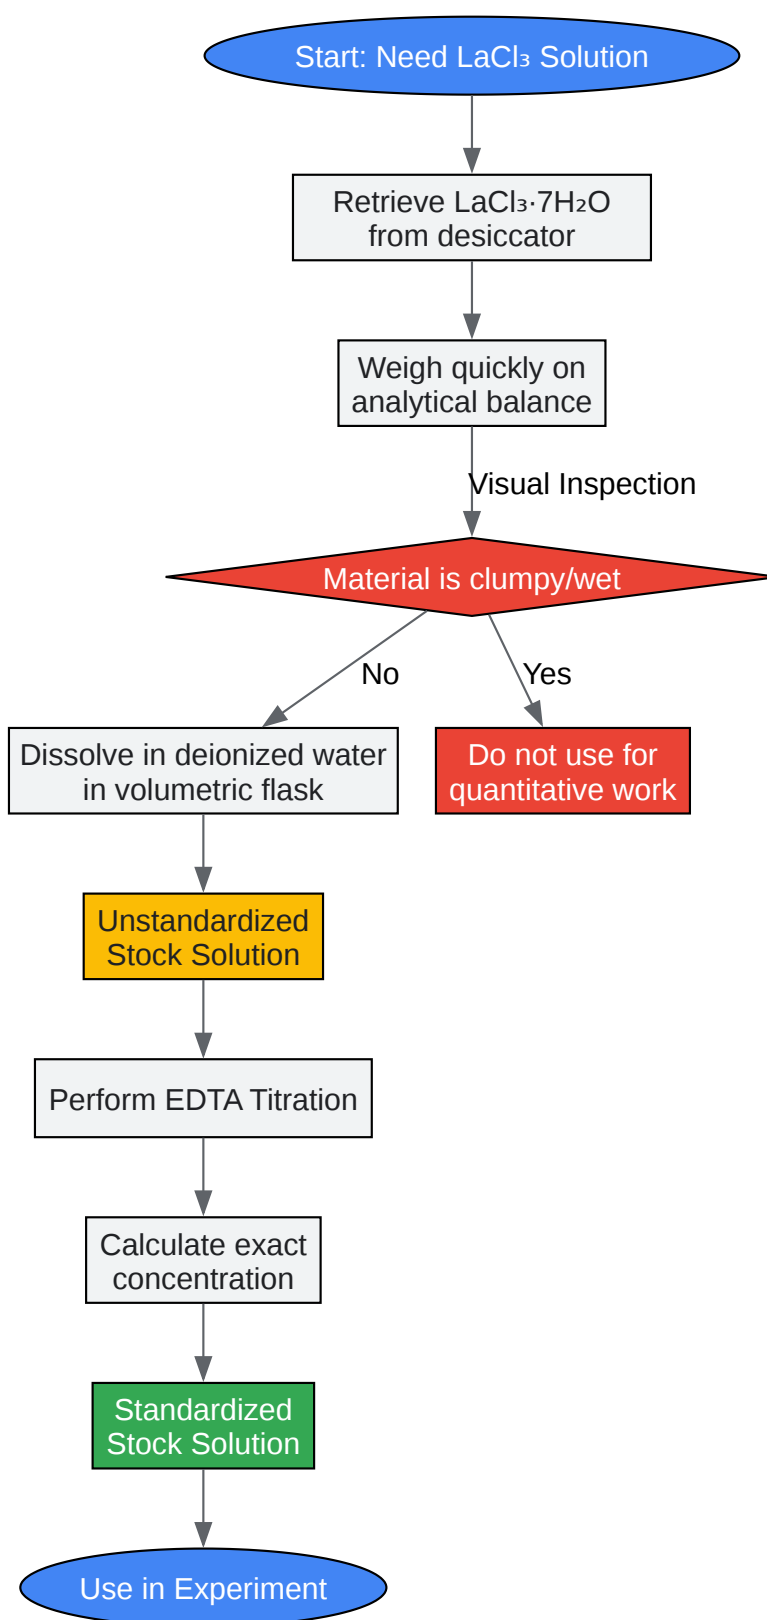 Start: Need LaCl₃ Solution
Retrieve LaCl₃·7H₂O
from desiccator
Weigh quickly on
analytical balance
Visual Inspection
Material is clumpy/wet
No
Yes
Dissolve in deionized water
in volumetric flask
Do not use for
quantitative work
Unstandardized
Stock Solution
Perform EDTA Titration
Calculate exact
concentration
Standardized
Stock Solution
Use in Experiment